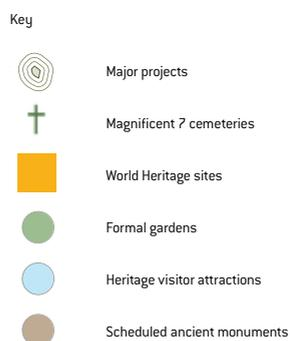 Key
Major projects
Magnificent 7 cemeteries
World Heritage sites
Formal gardens
Heritage visitor attractions
Scheduled ancient monuments